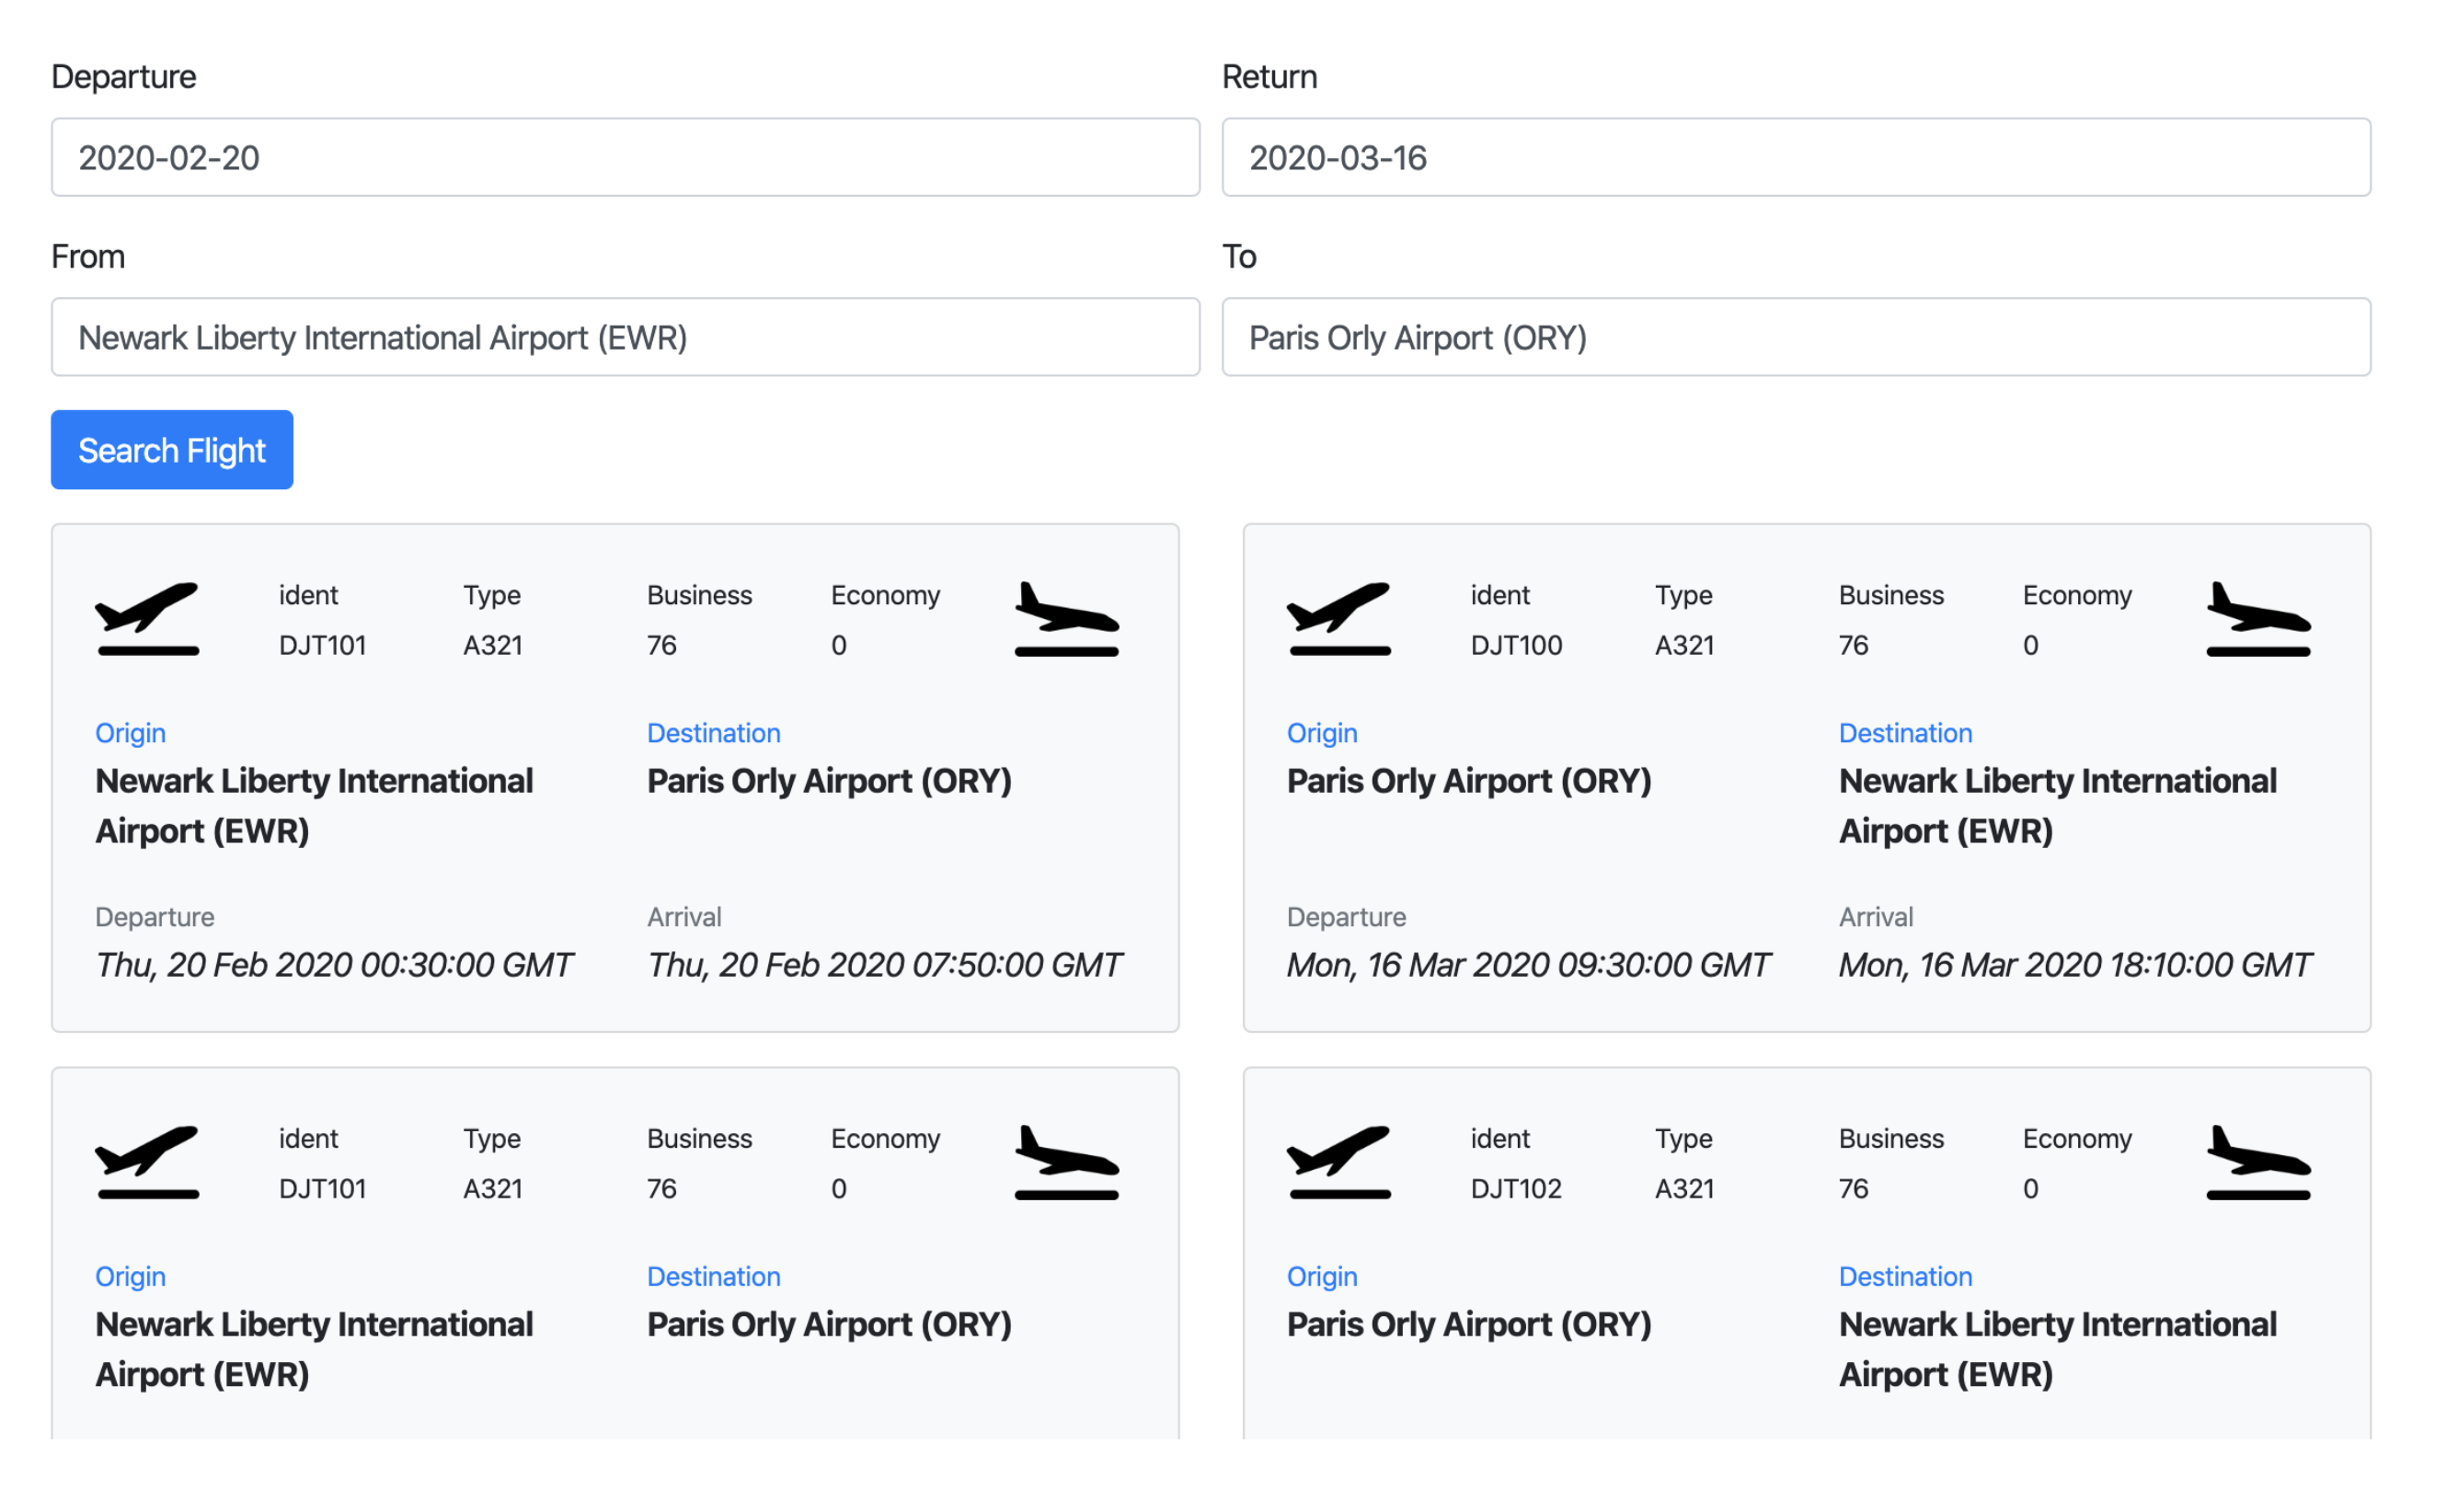 Departure
Return
2020-02-20
2020-03-16
From
To
Newark Liberty International Airport (EWR)
Paris Orly Airport (ORY)
Search Flight
ident Type Business Economy
DJT101 A321 76 0
Origin Destination
Newark Liberty International Paris Orly Airport (ORY)
Airport (EWR)
Departure Arrival
Thu, 20 Feb 2020 00:30:00 GMT Thu, 20 Feb 2020 07:50:00 GMT
ident Type Business Economy
DJT100 A321 76 0
Origin Destination
Paris Orly Airport (ORY) Newark Liberty International
Airport (EWR)
Departure Arrival
Mon, 16 Mar 2020 09:30:00 GMT Mon, 16 Mar 2020 18:10:00 GMT
ident Type Business Economy
DJT101 A321 76 0
Origin Destination
Newark Liberty International Paris Orly Airport (ORY)
Airport (EWR)
ident Type Business Economy
DJT102 A321 76 0
Origin Destination
Paris Orly Airport (ORY) Newark Liberty International
Airport (EWR)